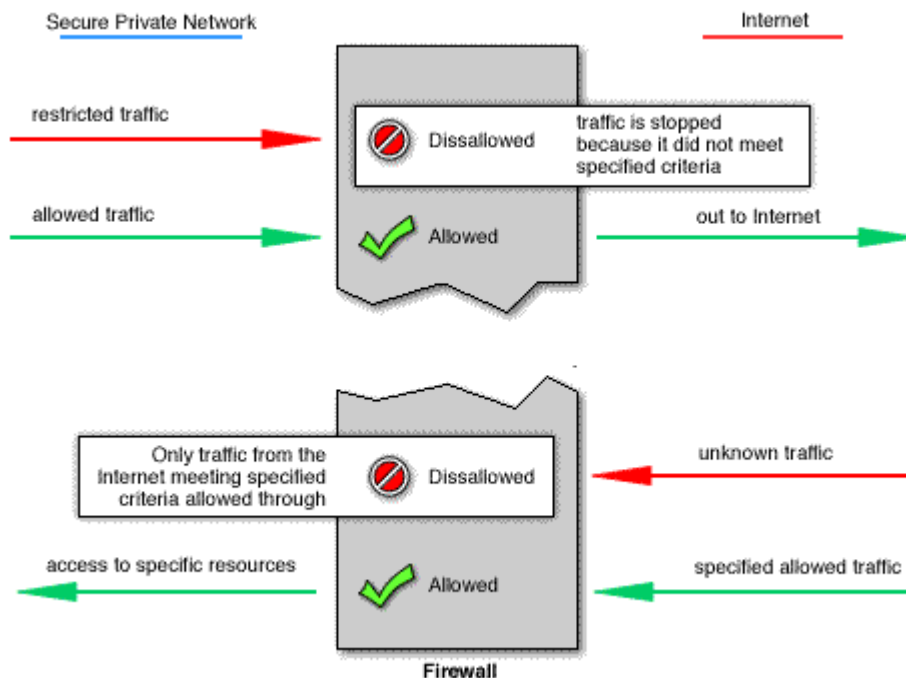 Secure Private Network
Internet
restricted traffic
Dissallowed
traffic is stopped
because it did not meet
specified criteria
allowed traffic
Allowed
out to Internet
Only traffic from the
Internet meeting specified
criteria allowed through
Dissallowed
unknown traffic
access to specific resources
Allowed
specified allowed traffic
Firewall